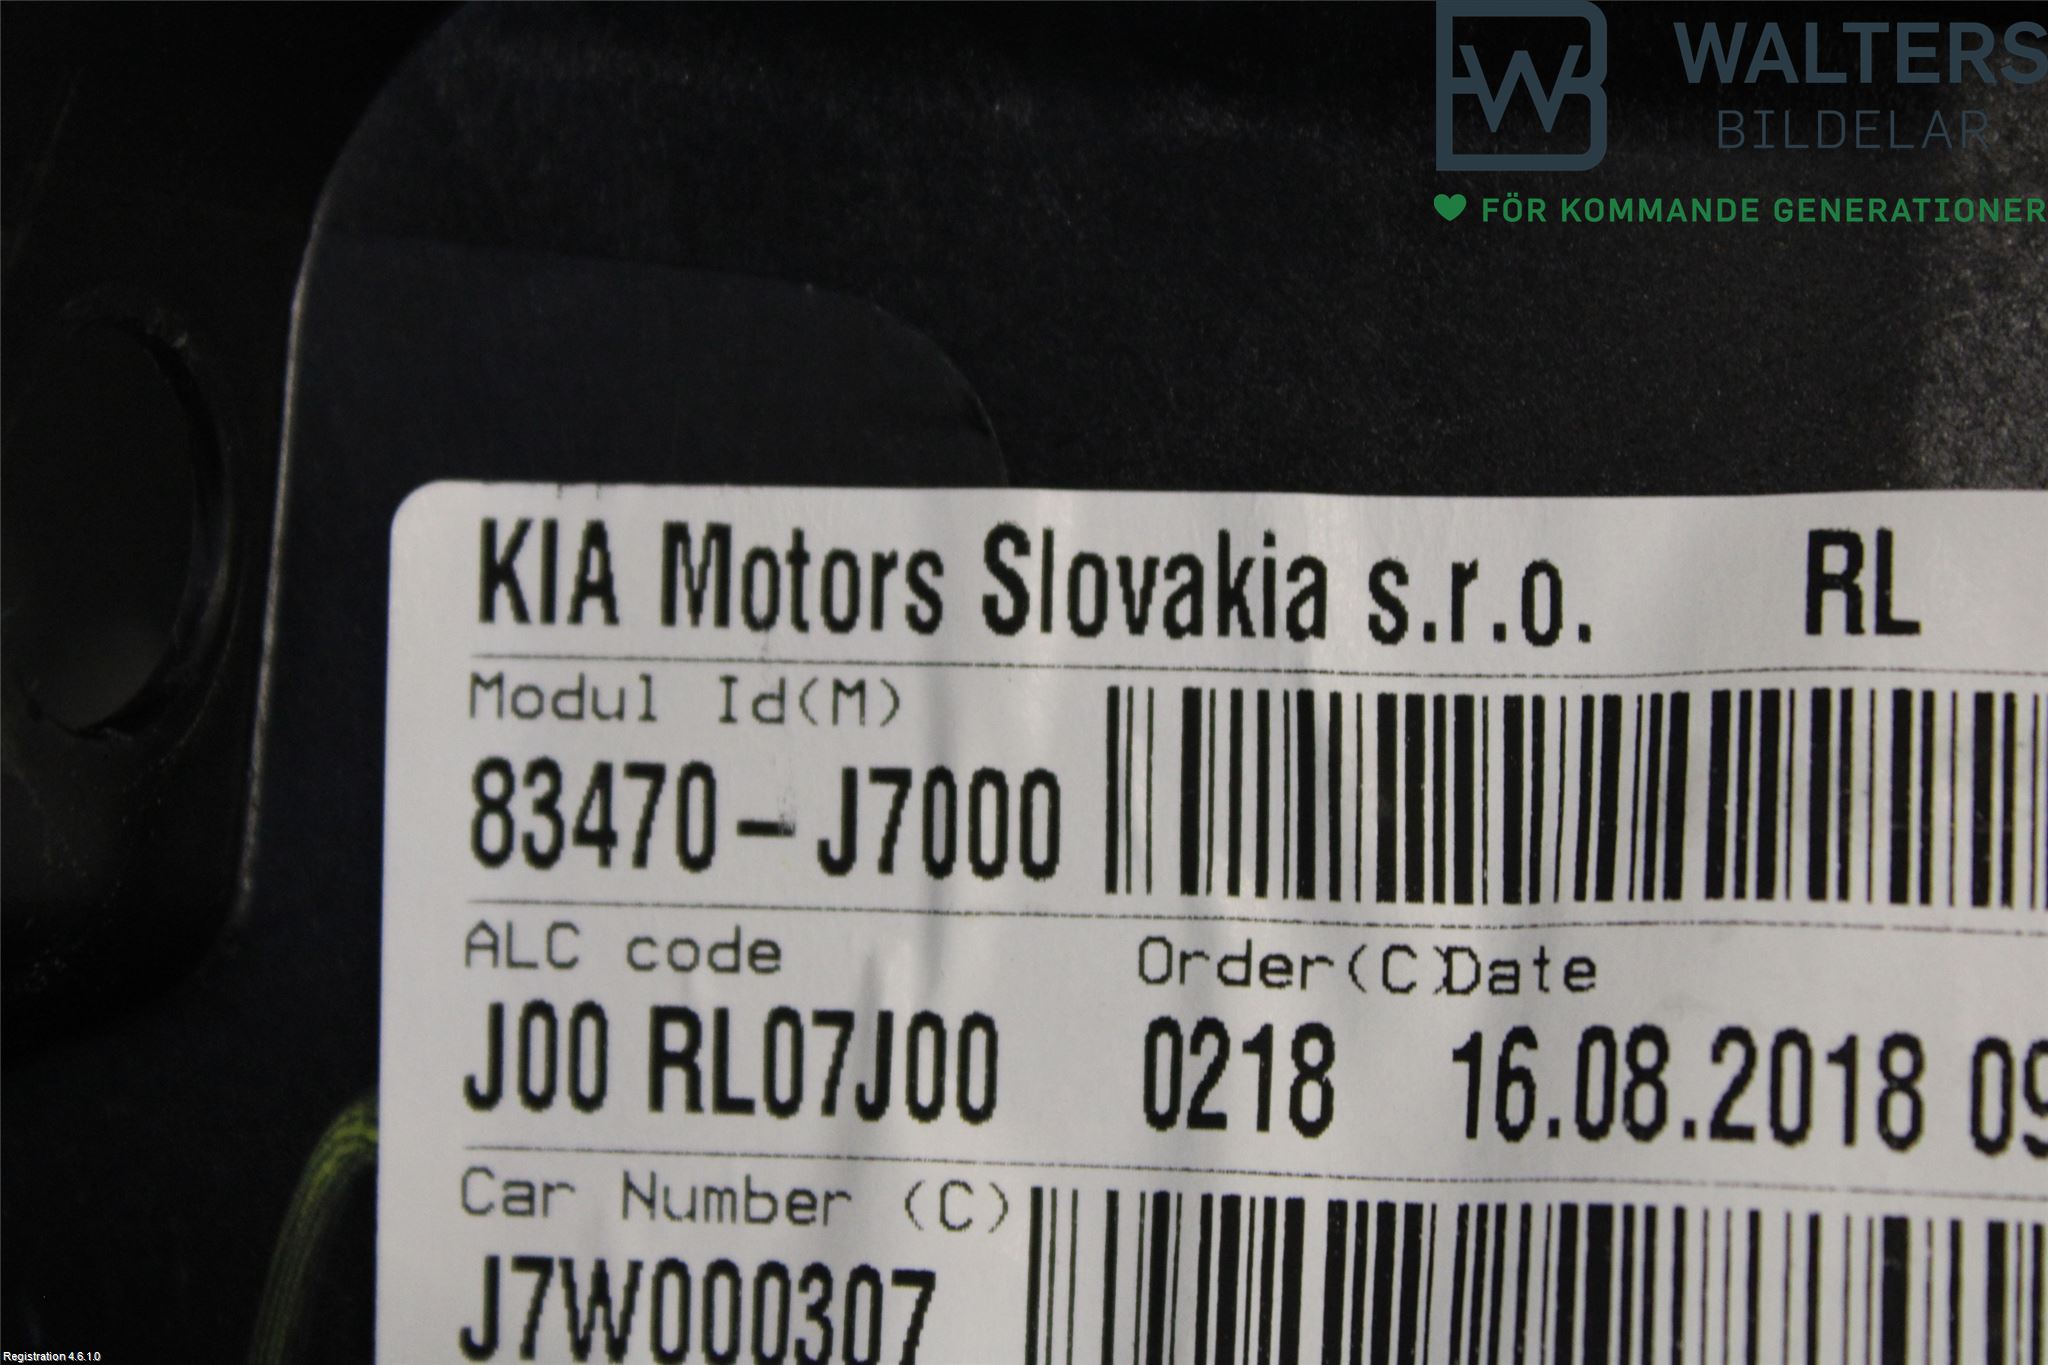 WALTERS
BILDELAR
FÖR KOMMANDE GENERATIONER
KIA Motors Slovakia s.r.o. RL
Modul Id(M)
83470-J7000
ALC code Order(C)Date
J00 RL07J00 0218 16.08.2018 09
Car Number (C)
J7W000307
Registration 4.6.1.0